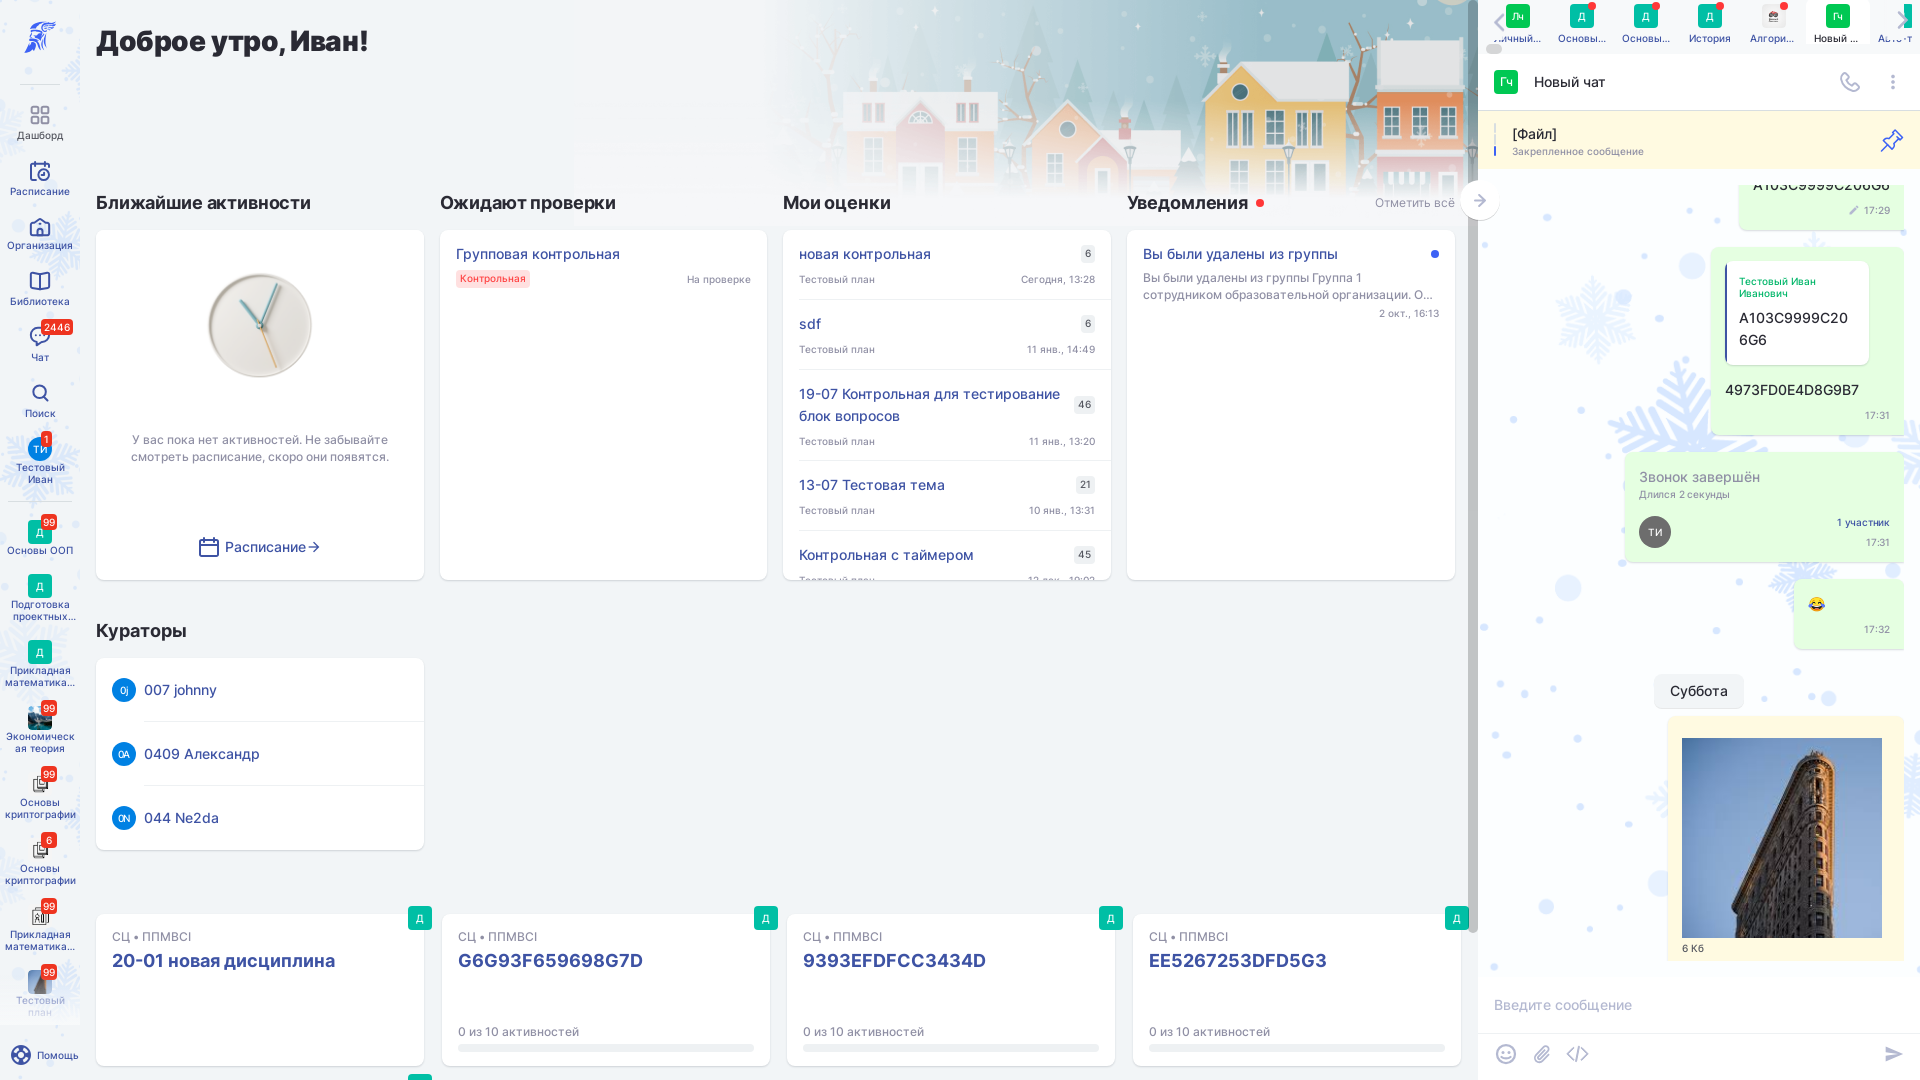 Доброе утро, Иван!
Дашборд
Расписание
Организация
Библиотека
2446
Чат
Поиск
1
ТИ
Тестовый
Иван
99
Д
Основы ООП
Д
Подготовка
проектных...
Д
Прикладная
математика...
99
Экономическ
ая теория
99
Основы
криптографии
6
Основы
криптографии
99
Прикладная
математика...
99
Тестовый
план
Помощь
Ближайшие активности
У вас пока нет активностей. Не забывайте
смотреть расписание, скоро они появятся.
Расписание
Ожидают проверки
Групповая контрольная
Контрольная
На проверке
Мои оценки
новая контрольная
6
Тестовый план
Сегодня, 13:28
sdf
6
Тестовый план
11 янв., 14:49
19-07 Контрольная для тестирование
блок вопросов
46
Тестовый план
11 янв., 13:20
13-07 Тестовая тема
21
Тестовый план
10 янв., 13:31
Контрольная с таймером
45
Уведомления
Отметить всё
Вы были удалены из группы
Вы были удалены из группы Группа 1
сотрудником образовательной организации. О...
2 окт., 16:13
Кураторы
0j
007 johnny
0А
0409 Александр
0N
044 Ne2da
Д
СЦ • ППМВСI
20-01 новая дисциплина
Д
СЦ • ППМВСI
G6G93F659698G7D
0 из 10 активностей
Д
СЦ • ППМВСI
9393EFDFCC3434D
0 из 10 активностей
Д
СЦ • ППМВСI
EE5267253DFD5G3
0 из 10 активностей
Лч
Д
Основы...
Д
Основы...
Д
История
Алгори...
Гч
Новый ...
Гч
Новый чат
[Файл]
Закрепленное сообщение
A103C9999C206G6
17:29
Тестовый Иван
Иванович
A103C9999C20
6G6
4973FD0E4D8G9B7
17:31
Звонок завершён
Длился 2 секунды
ТИ
1 участник
17:31
17:32
Суббота
6 Кб
Введите сообщение